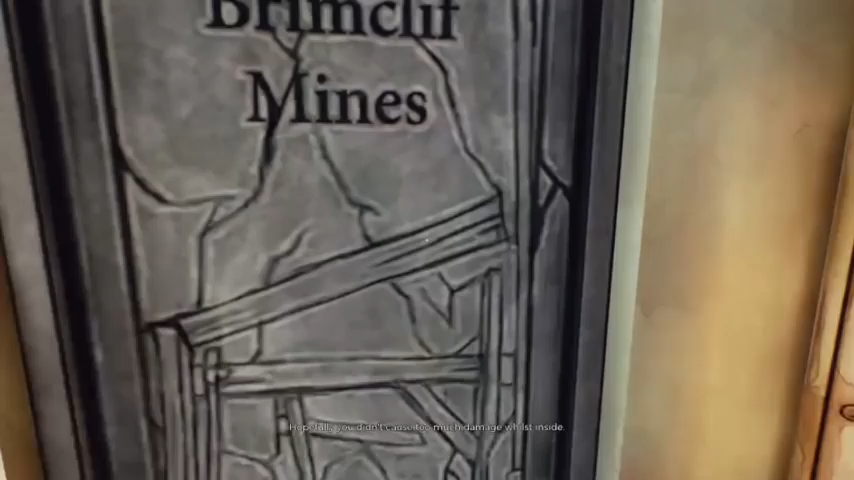 Brimclif
Mines
Hopefully you didn't cause too much damage whilst inside.